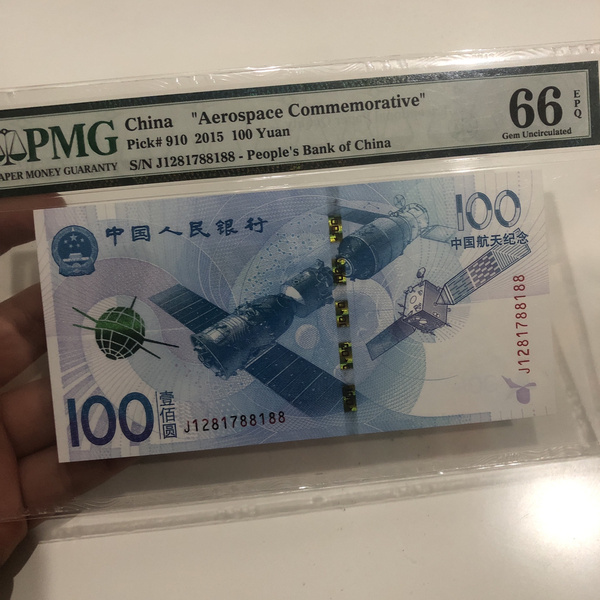 PMG
PAPER MONEY GUARANTY
China "Aerospace Commemorative"
Pick# 910 2015 100 Yuan
S/N J1281788188 - People's Bank of China
66 EPQ
Gem Uncirculated
中国人民银行
100
中国航天纪念
J1281788188
100 壹佰圆
J1281788188